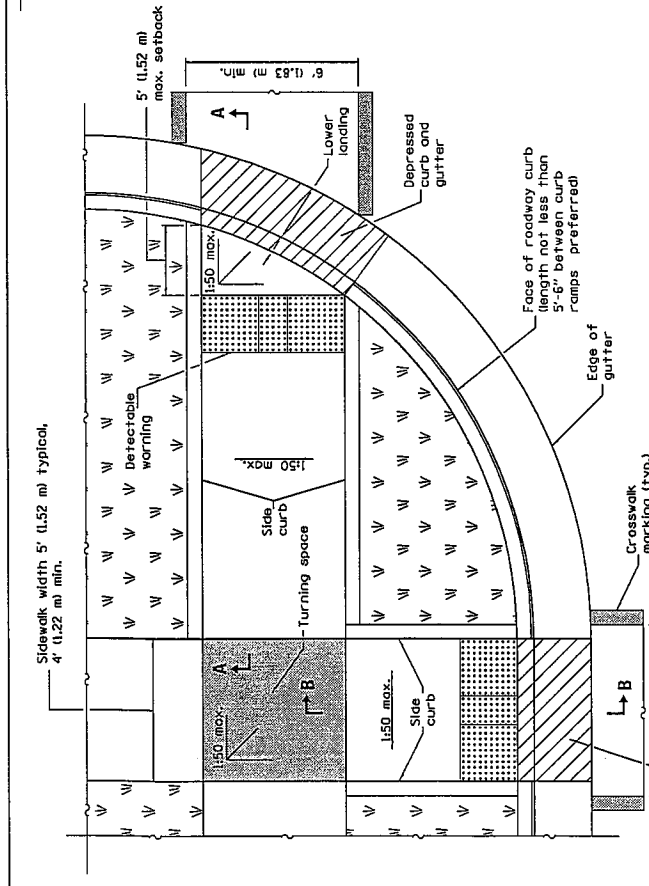 Sidewalk width 5' (1.52 m) typical,
4' (1.22 m) min.
5' (1.52 m)
max. setback
6' (1.83 m) min.
A
Lower
landing
Depressed
curb and
gutter
1:50 max.
Detectable
warning
1:50 max.
Side
curb
Face of roadway curb
(length not less than
5'-6" between curb
ramps preferred)
Edge of
gutter
Turning space
A
1:50 max.
B
1:50 max.
Side
curb
Crosswalk
marking (typ.)
B